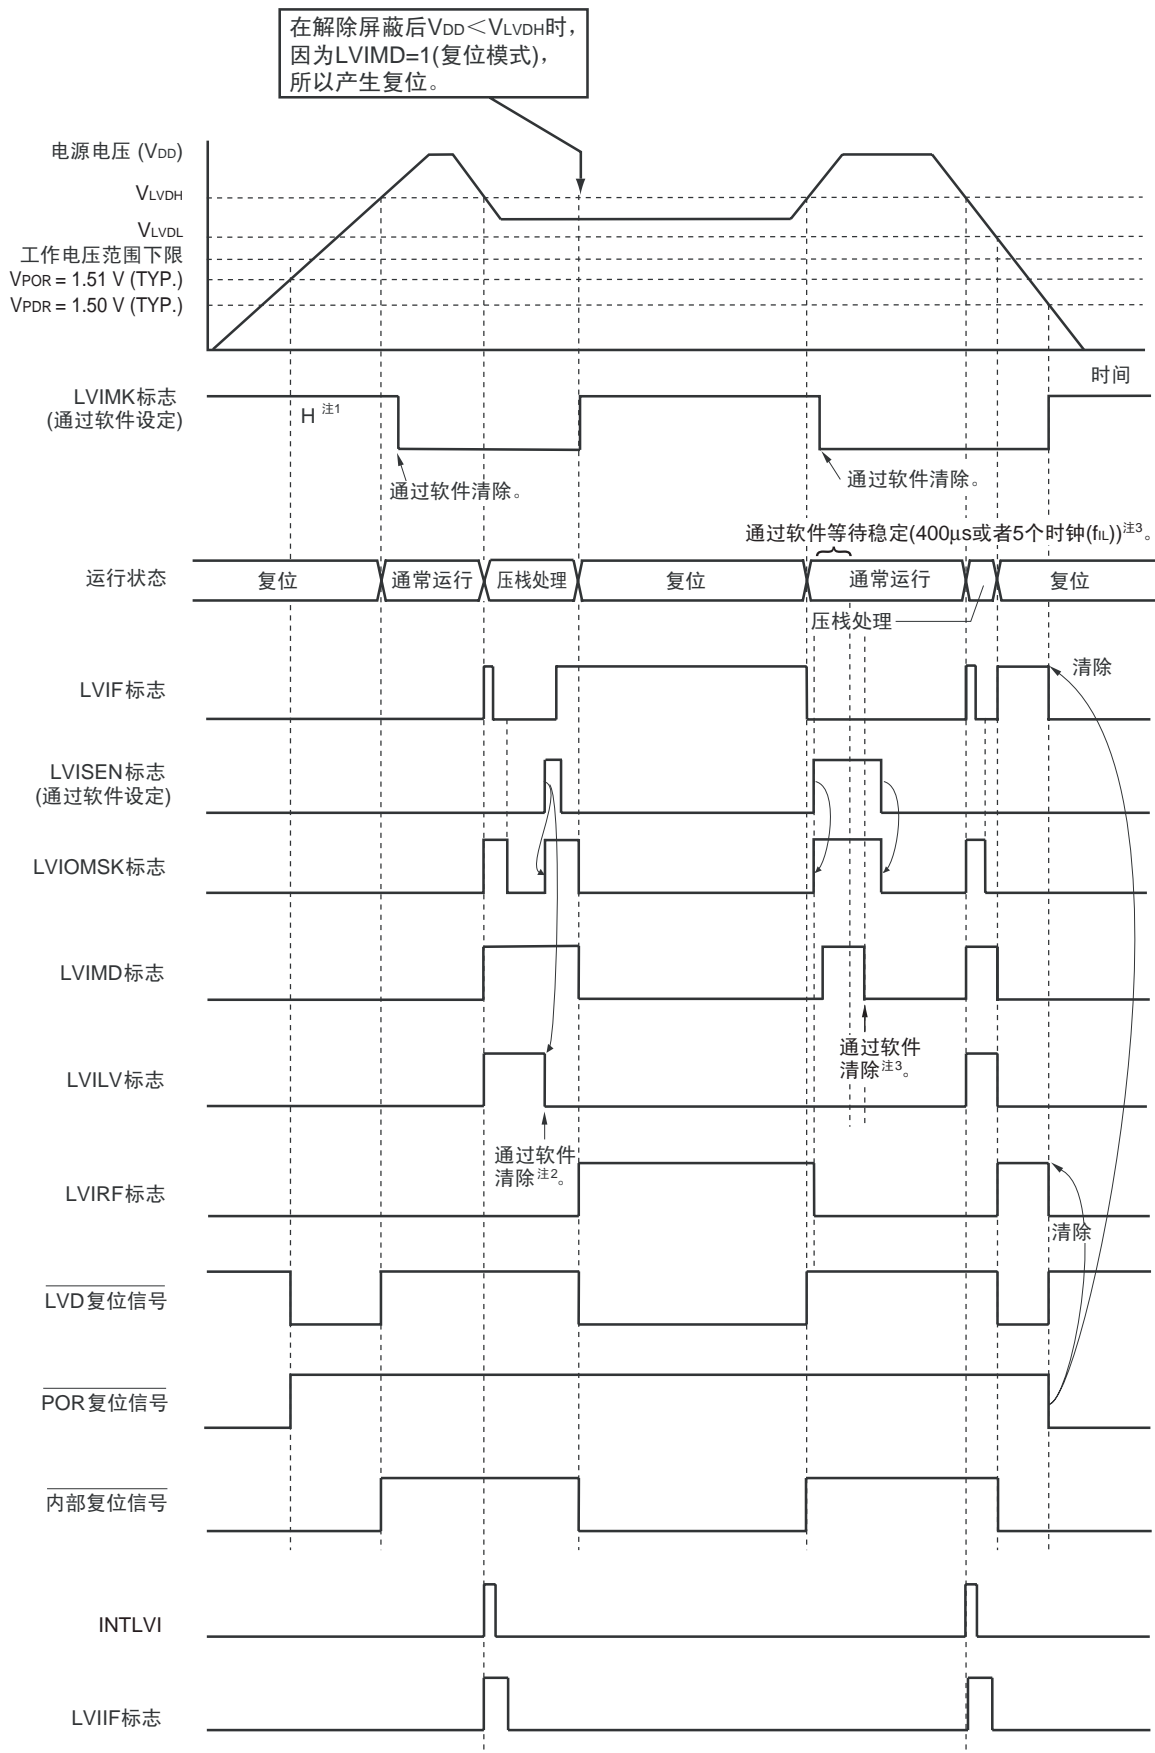 在解除屏蔽后VDD＜VLVDH时，
因为LVIMD=1(复位模式)，
所以产生复位。
电源电压 (VDD)
VLVDH
VLVDL
工作电压范围下限
VPOR = 1.51 V (TYP.)
VPDR = 1.50 V (TYP.)
时间
LVIMK标志
(通过软件设定)
H 注1
通过软件清除。
通过软件清除。
通过软件等待稳定(400μs或者5个时钟(fIL))注3。
运行状态
复位
通常运行
压栈处理
复位
通常运行
复位
压栈处理
LVIF标志
清除
LVISEN标志
(通过软件设定)
LVIOMSK标志
LVIMD标志
通过软件
清除注3。
LVILV标志
通过软件
清除注2。
LVIRF标志
清除
LVD复位信号
POR复位信号
内部复位信号
INTLVI
LVIIF标志